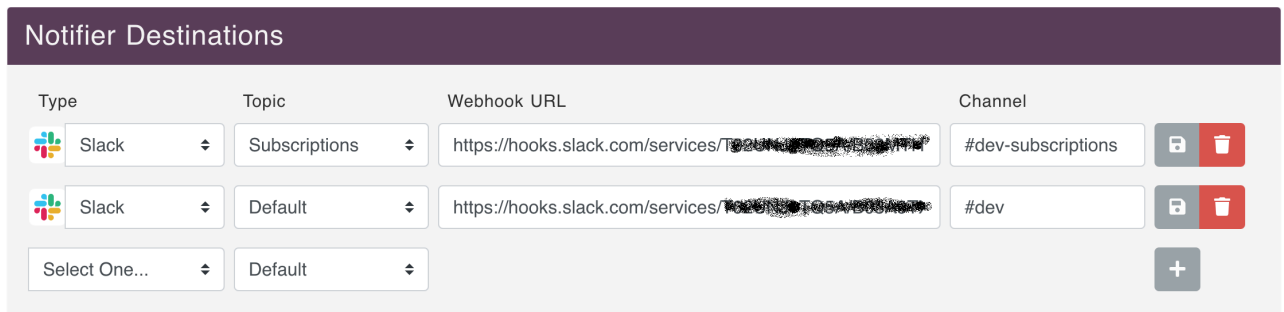 Notifier Destinations
Type Topic Webhook URL Channel
Slack Subscriptions https://hooks.slack.com/services/ #dev-subscriptions
Slack Default https://hooks.slack.com/services/ #dev
Select One... Default